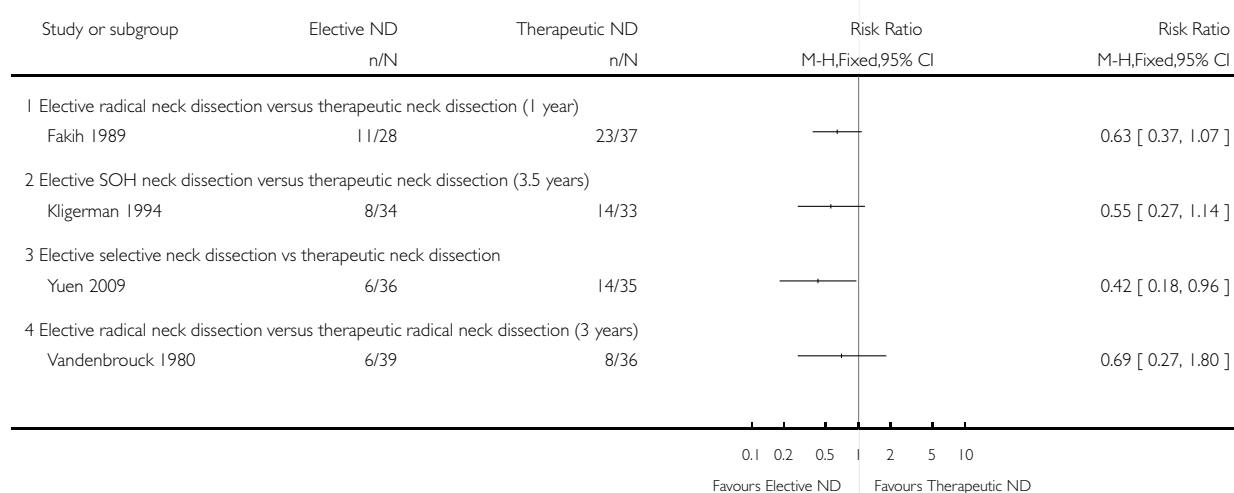 Study or subgroup Elective ND Therapeutic ND Risk Ratio Risk Ratio
n/N n/N M-H,Fixed,95% CI M-H,Fixed,95% CI
1 Elective radical neck dissection versus therapeutic neck dissection (1 year)
Fakih 1989 11/28 23/37 0.63 [ 0.37, 1.07 ]
2 Elective SOH neck dissection versus therapeutic neck dissection (3.5 years)
Kligerman 1994 8/34 14/33 0.55 [ 0.27, 1.14 ]
3 Elective selective neck dissection vs therapeutic neck dissection
Yuen 2009 6/36 14/35 0.42 [ 0.18, 0.96 ]
4 Elective radical neck dissection versus therapeutic radical neck dissection (3 years)
Vandenbrouck 1980 6/39 8/36 0.69 [ 0.27, 1.80 ]
0.1 0.2 0.5 1 2 5 10
Favours Elective ND Favours Therapeutic ND